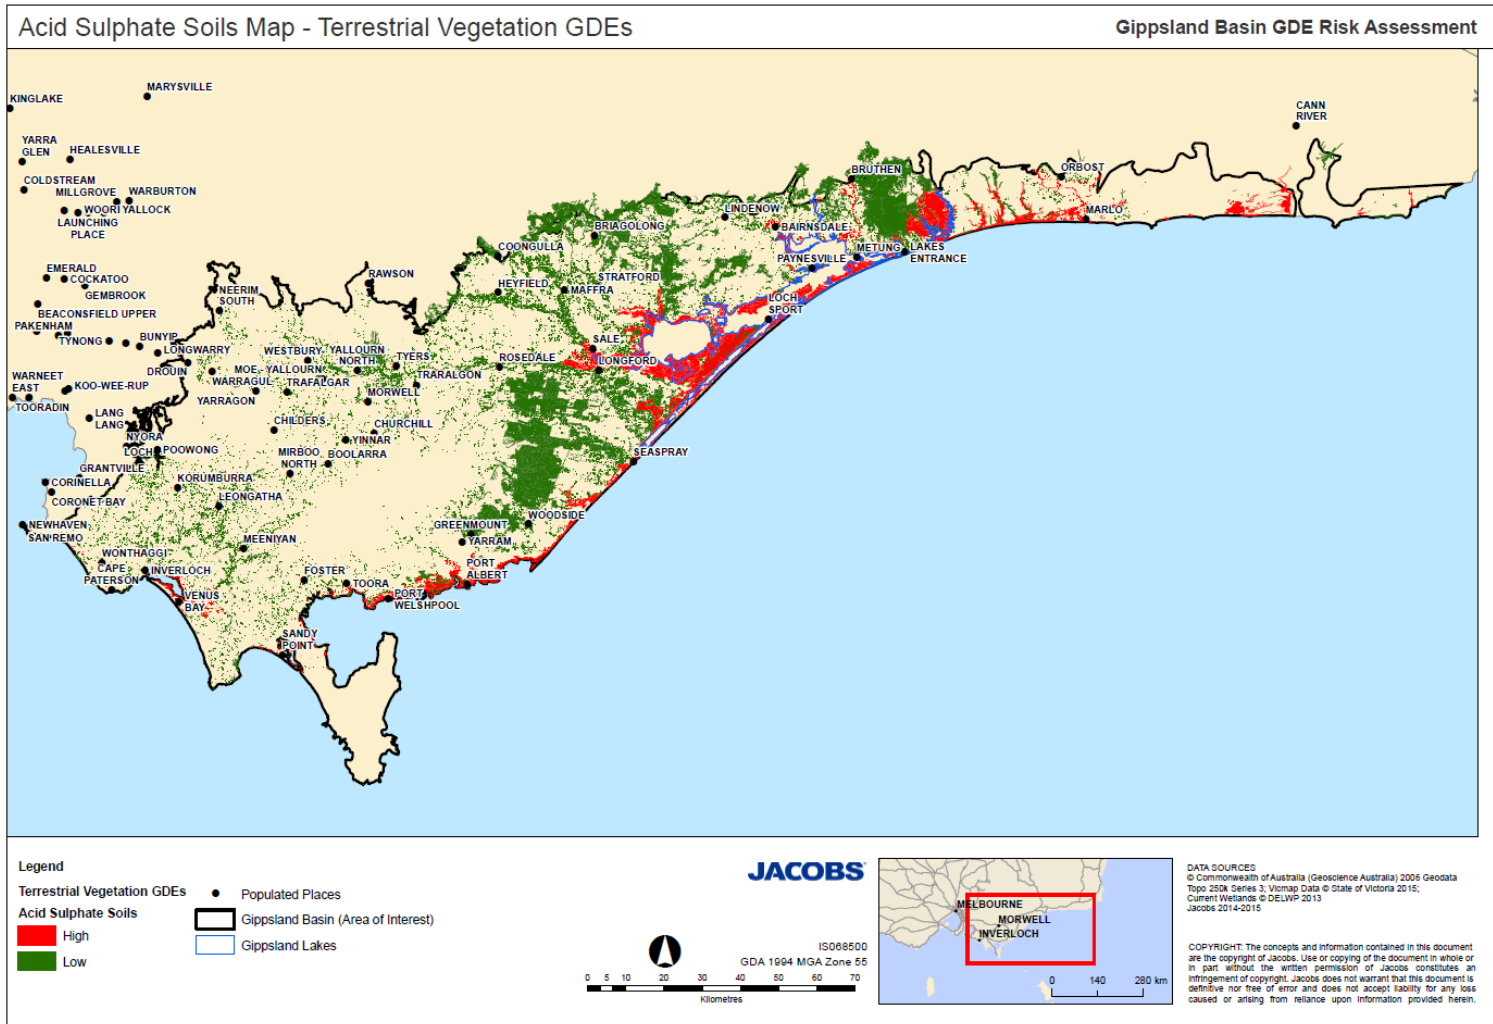 Acid Sulphate Soils Map - Terrestrial Vegetation GDEs
Gippsland Basin GDE Risk Assessment
KINGLAKE
MARYSVILLE
CANN
RIVER
YARRA
GLEN
HEALESVILLE
COLDSTREAM
MILLGROVE
WARBURTON
WOORI YALLOCK
LAUNCHING
PLACE
BRUTHEN
ORBOST
MARLO
LINDENOW
BAIRNSDALE
BRIAGOLONG
COONGULLA
METUNG
LAKES
ENTRANCE
PAYNESVILLE
EMERALD
COCKATOO
GEMBROOK
RAWSON
NEERIM
SOUTH
HEYFIELD
STRATFORD
MAFFRA
LOCH
SPORT
BEACONSFIELD UPPER
PAKENHAM
TYNONG
BUNYIP
LONGWARRY
DROUIN
WESTBURY
YALLOURN
NORTH
TYERS
SALE
ROSEDALE
LONGFORD
MOE
YALLOURN
TRARALGON
WARRAGUL
TRAFALGAR
YARRAGON
MORWELL
WARNEET
EAST
KOO-WEE-RUP
TOORADIN
LANG
LANG
NYORA
LOCH
POOWONG
CHILDERS
CHURCHILL
YINNAR
MIRBOO
NORTH
BOOLARRA
SEASPRAY
GRANTVILLE
CORINELLA
CORONET BAY
KORUMBURRA
LEONGATHA
NEWHAVEN
SAN REMO
MEENIYAN
GREENMOUNT
WOODSIDE
YARRAM
WONTHAGGI
CAPE
PATERSON
INVERLOCH
VENUS
BAY
FOSTER
TOORA
PORT
ALBERT
PORT
WELSHPOOL
SANDY
POINT
Legend
Terrestrial Vegetation GDEs
Acid Sulphate Soils
High
Low
Populated Places
Gippsland Basin (Area of Interest)
Gippsland Lakes
JACOBS
IS068500
GDA 1994 MGA Zone 55
0 5 10 20 30 40 50 60 70
Kilometres
MELBOURNE
MORWELL
INVERLOCH
0 140 280 km
DATA SOURCES
© Commonwealth of Australia (Geoscience Australia) 2006 Geodata
Topo 250k Series 3; Vicmap Data © State of Victoria 2015;
Current Wetlands © DELWP 2013
Jacobs 2014-2015
COPYRIGHT: The concepts and information contained in this document
are the copyright of Jacobs. Use or copying of the document in whole or
in part without the written permission of Jacobs constitutes an
infringement of copyright. Jacobs does not warrant that this document is
definitive nor free of error and does not accept liability for any loss
caused or arising from reliance upon information provided herein.